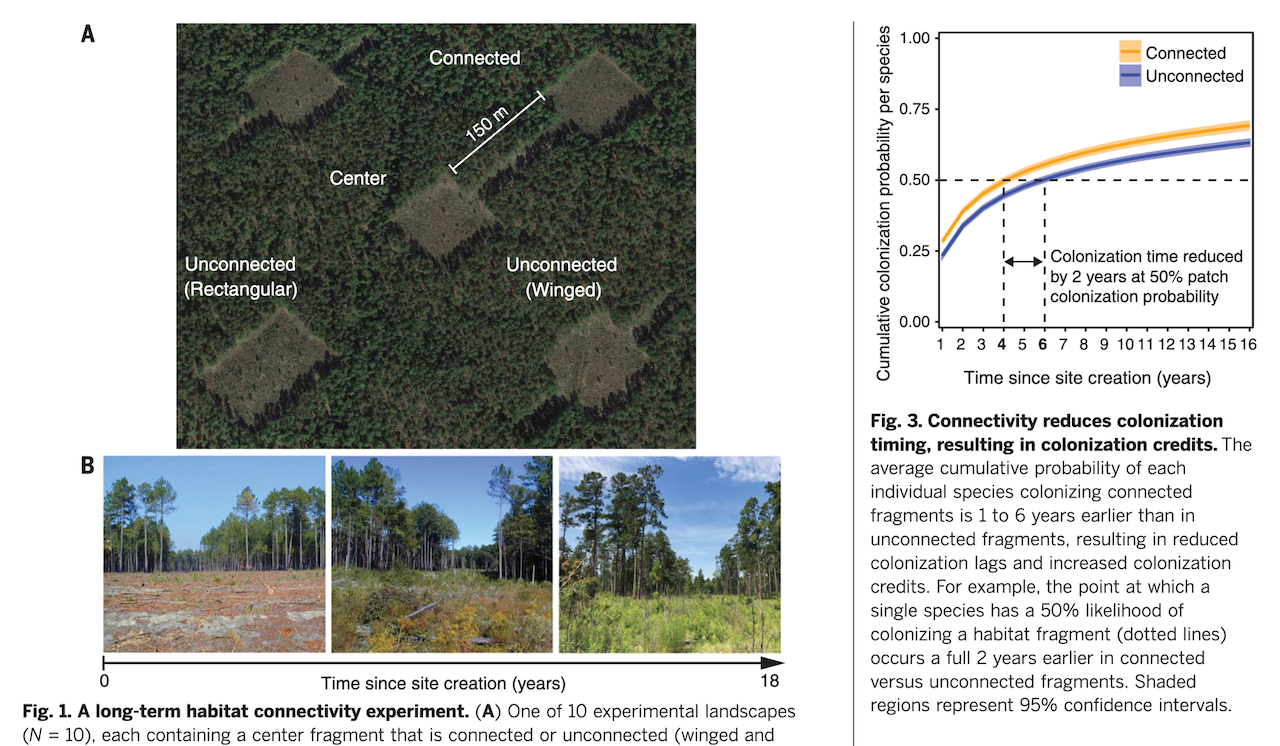 A
Connected
150 m
Center
Unconnected
(Rectangular)
Unconnected
(Winged)
B
0
Time since site creation (years)
18
Fig. 1. A long-term habitat connectivity experiment. (A) One of 10 experimental landscapes
(N = 10), each containing a center fragment that is connected or unconnected (winged and
Cumulative colonization probability per species
1.00
0.75
0.50
0.25
0.00
Connected
Unconnected
Colonization time reduced
by 2 years at 50% patch
colonization probability
1 2 3 4 5 6 7 8 9 10 11 12 13 14 15 16
Time since site creation (years)
Fig. 3. Connectivity reduces colonization
timing, resulting in colonization credits. The
average cumulative probability of each
individual species colonizing connected
fragments is 1 to 6 years earlier than in
unconnected fragments, resulting in reduced
colonization lags and increased colonization
credits. For example, the point at which a
single species has a 50% likelihood of
colonizing a habitat fragment (dotted lines)
occurs a full 2 years earlier in connected
versus unconnected fragments. Shaded
regions represent 95% confidence intervals.